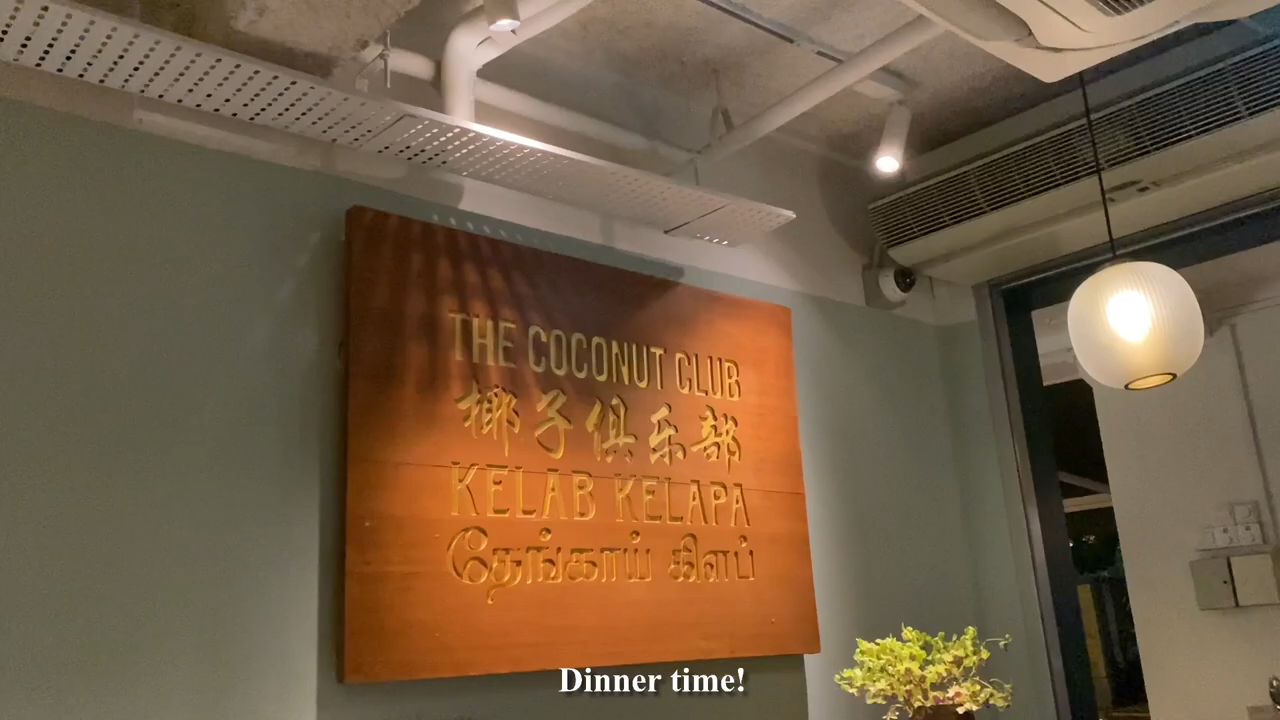 THE COCONUT CLUB
椰子俱乐部
KELAB KELAPA
தேங்காய் கிளப்
Dinner time!